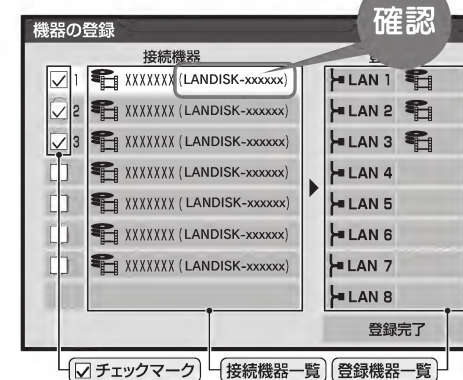 確認
機器の登録
接続機器
1 XXXXXXX (LANDISK-xxxxxx)
2 XXXXXXX (LANDISK-xxxxxx)
3 XXXXXXX (LANDISK-xxxxxx)
XXXXXXX (LANDISK-xxxxxx)
XXXXXXX (LANDISK-xxxxxx)
XXXXXXX (LANDISK-xxxxxx)
XXXXXXX (LANDISK-xxxxxx)
LAN 1
LAN 2
LAN 3
LAN 4
LAN 5
LAN 6
LAN 7
LAN 8
登録完了
チェックマーク
接続機器一覧
登録機器一覧